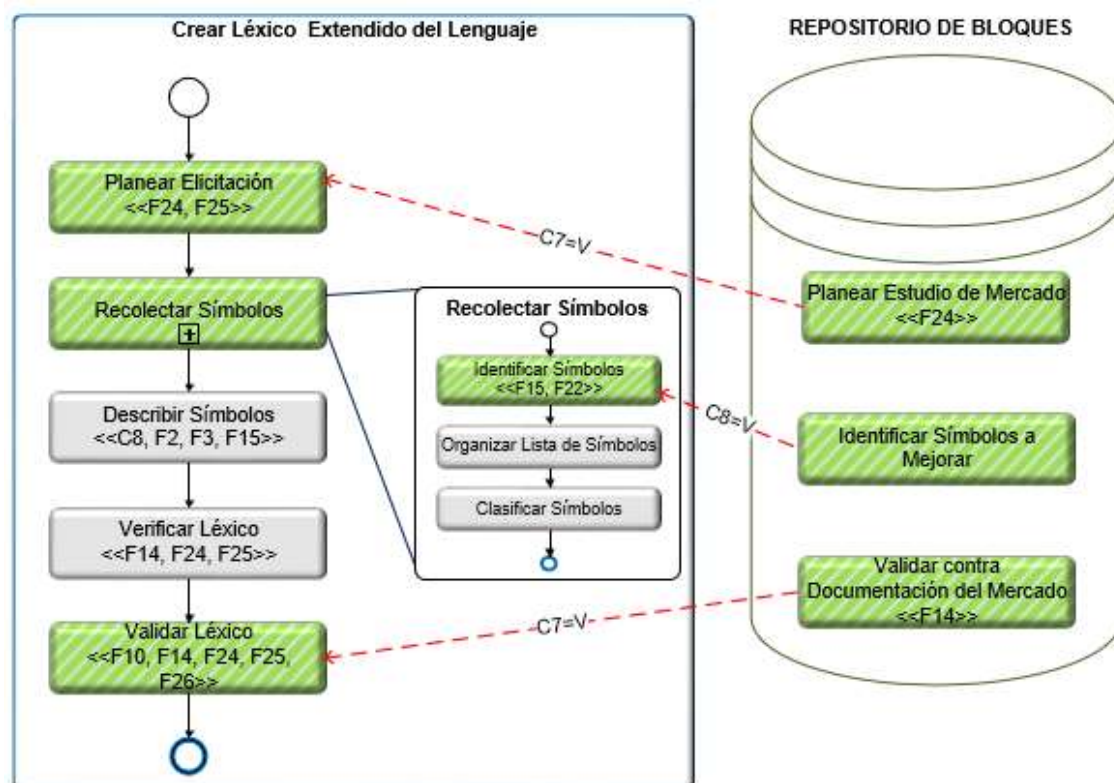 Crear Léxico Extendido del Lenguaje
Planear Elicitación
<<F24, F25>>
Recolectar Símbolos
Describir Símbolos
<<C8, F2, F3, F15>>
Verificar Léxico
<<F14, F24, F25>>
Validar Léxico
<<F10, F14, F24, F25,
F26>>
Recolectar Símbolos
Identificar Símbolos
<<F15, F22>>
Organizar Lista de Símbolos
Clasificar Símbolos
C7=V
C8=V
C7=V
REPOSITORIO DE BLOQUES
Planear Estudio de Mercado
<<F24>>
Identificar Símbolos a
Mejorar
Validar contra
Documentación del Mercado
<<F14>>